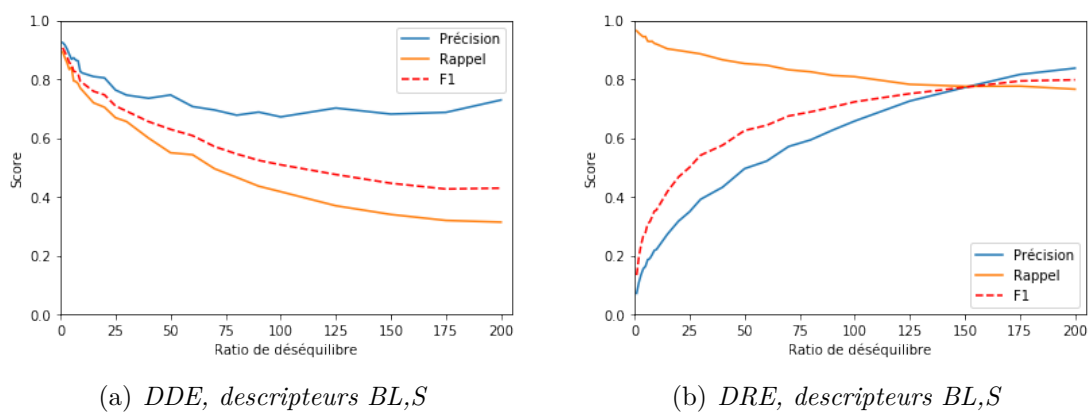 1.0
0.8
0.6
0.4
0.2
0.0
Score
Précision
Rappel
F1
0 25 50 75 100 125 150 175 200
Ratio de déséquilibre
(a) DDE, descripteurs BL,S
1.0
0.8
0.6
0.4
0.2
0.0
Score
Précision
Rappel
F1
0 25 50 75 100 125 150 175 200
Ratio de déséquilibre
(b) DRE, descripteurs BL,S